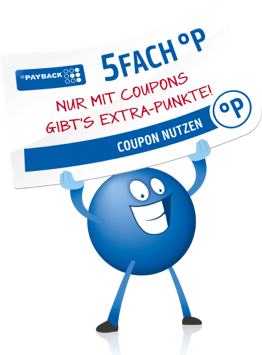 °PAYBACK
5FACH °P
NUR MIT COUPONS
GIBT'S EXTRA-PUNKTE!
COUPON NUTZEN
°P